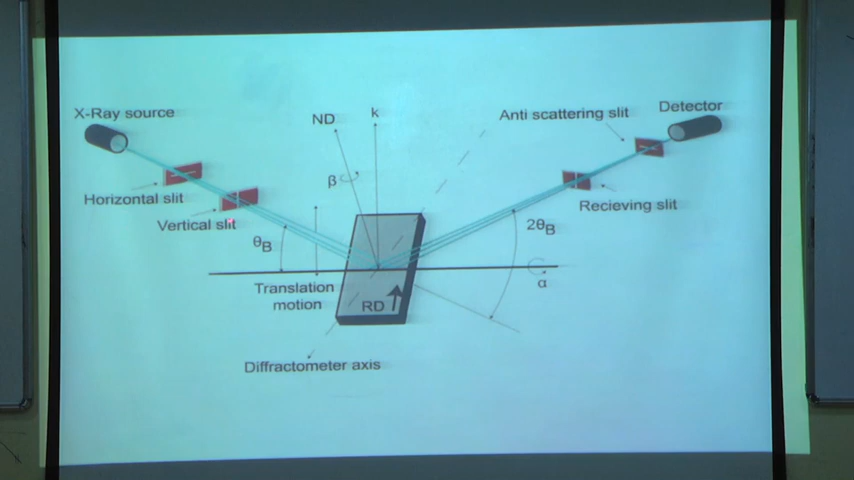 X-Ray source
ND
k
Anti scattering slit
Detector
β
Horizontal slit
Vertical slit
Recieving slit
θB
2θB
α
Translation
motion
RD
Diffractometer axis